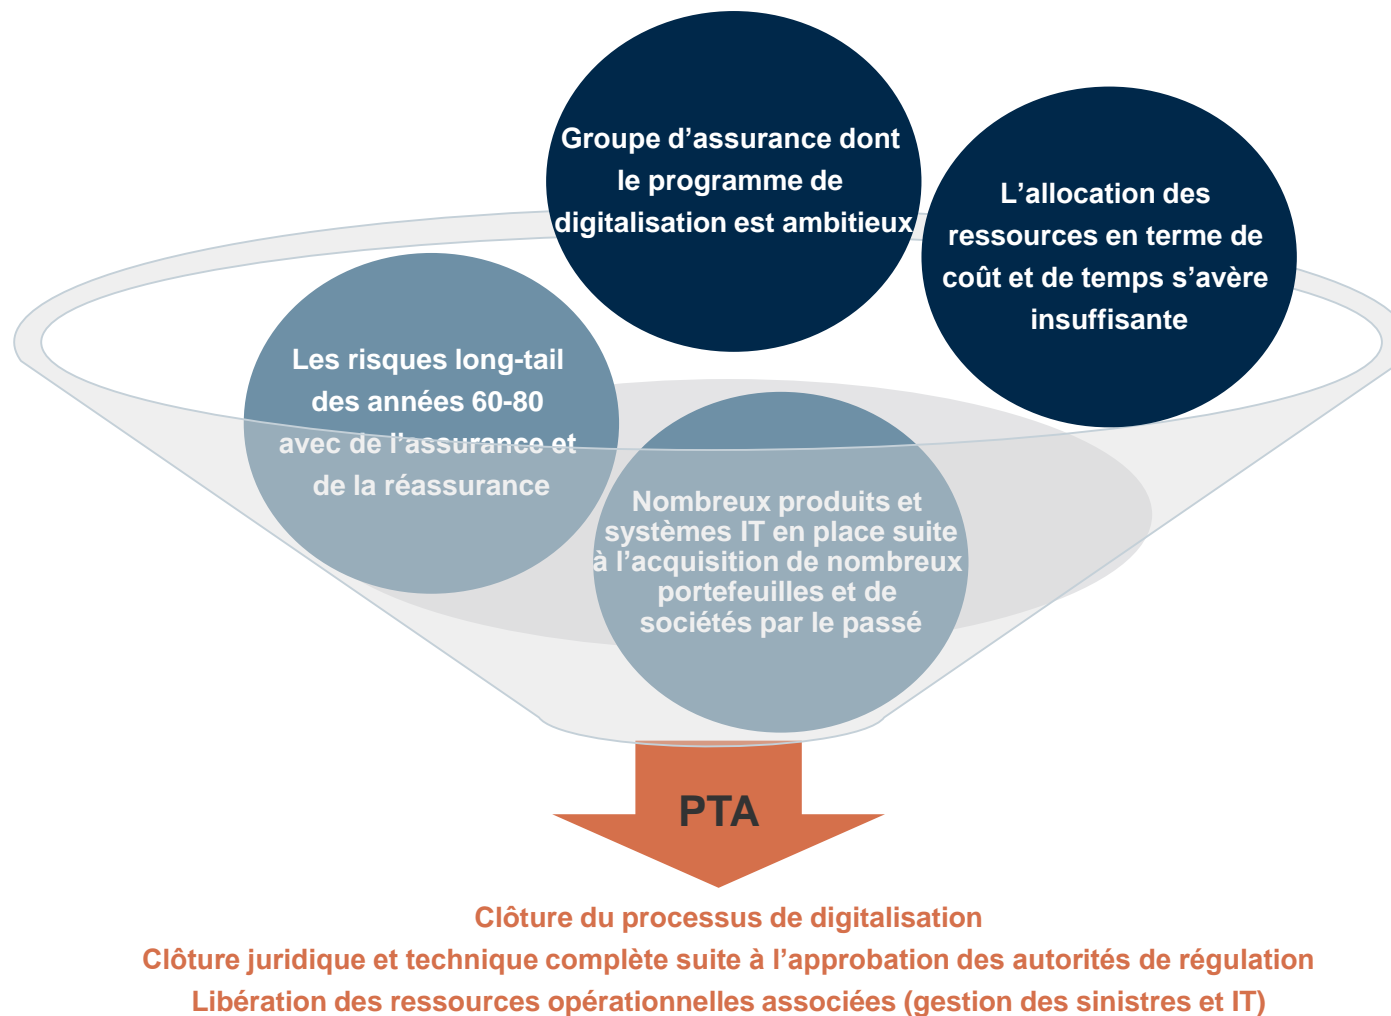 Groupe d’assurance dont
le programme de
digitalisation est ambitieux
L’allocation des
ressources en terme de
coût et de temps s’avère
insuffisante
Les risques long-tail
des années 60-80
avec de l’assurance et
de la réassurance
Nombreux produits et
systèmes IT en place suite
à l’acquisition de nombreux
portefeuilles et de
sociétés par le passé
PTA
Clôture du processus de digitalisation
Clôture juridique et technique complète suite à l’approbation des autorités de régulation
Libération des ressources opérationnelles associées (gestion des sinistres et IT)